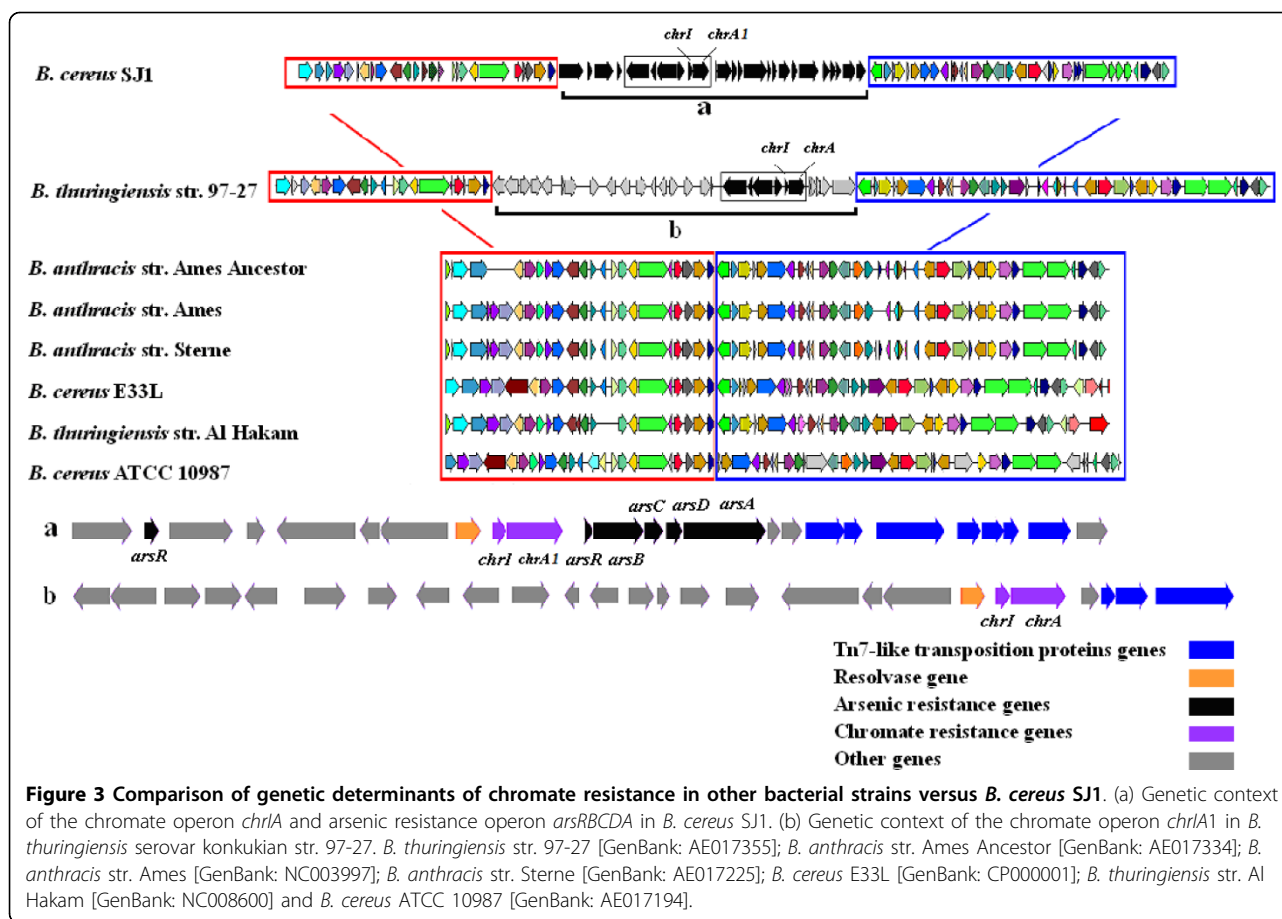 chrI chrA1
B. cereus SJ1
a
chrI chrA
B. thuringiensis str. 97-27
b
B. anthracis str. Ames Ancestor
B. anthracis str. Ames
B. anthracis str. Sterne
B. cereus E33L
B. thuringiensis str. Al Hakam
B. cereus ATCC 10987
arsC arsD arsA
a
arsR chrI chrA1 arsR arsB
b
chrI chrA
Tn7-like transposition proteins genes
Resolvase gene
Arsenic resistance genes
Chromate resistance genes
Other genes
Figure 3 Comparison of genetic determinants of chromate resistance in other bacterial strains versus B. cereus SJ1. (a) Genetic context
of the chromate operon chrIA and arsenic resistance operon arsRBCDA in B. cereus SJ1. (b) Genetic context of the chromate operon chrIA1 in B.
thuringiensis serovar konkukian str. 97-27. B. thuringiensis str. 97-27 [GenBank: AE017355]; B. anthracis str. Ames Ancestor [GenBank: AE017334]; B.
anthracis str. Ames [GenBank: NC003997]; B. anthracis str. Sterne [GenBank: AE017225]; B. cereus E33L [GenBank: CP000001]; B. thuringiensis str. Al
Hakam [GenBank: NC008600] and B. cereus ATCC 10987 [GenBank: AE017194].